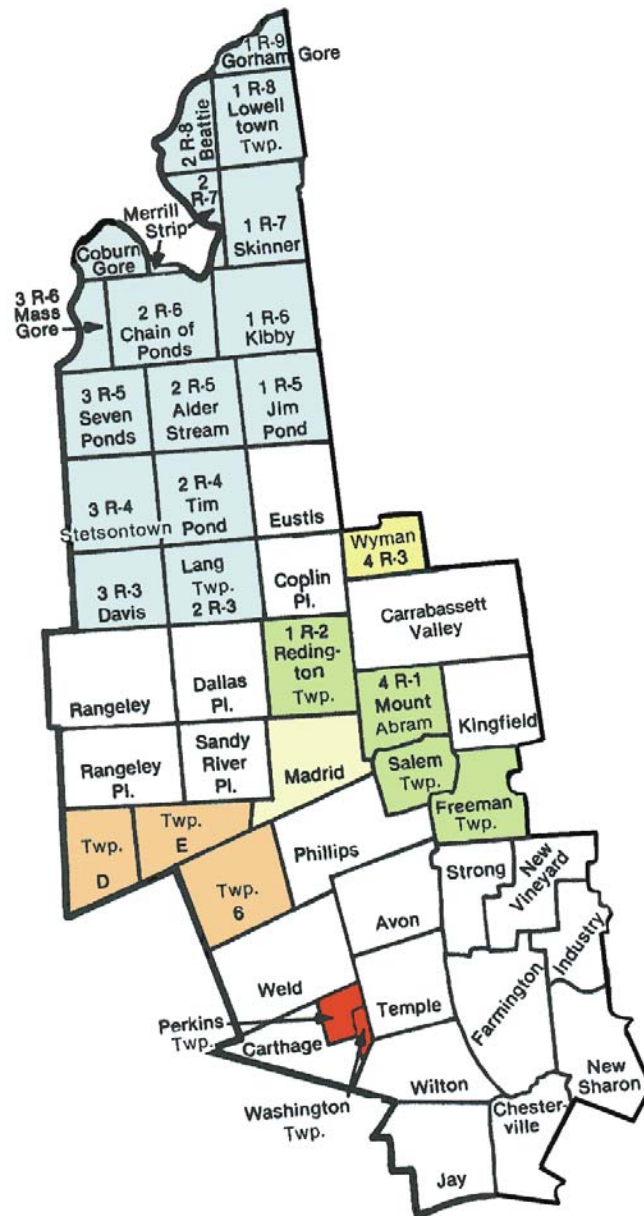 1 R-9
Gorham Gore
1 R-8
Lowell
town
Twp.
2 R-8
Beattie
2
R-7
Merrill
Strip
1 R-7
Skinner
Coburn
Gore
3 R-6
Mass
Gore
2 R-6
Chain of
Ponds
1 R-6
Kibby
3 R-5
Seven
Ponds
2 R-5
Alder
Stream
1 R-5
Jim
Pond
3 R-4
Stetsontown
2 R-4
Tim
Pond
Eustis
Wyman
4 R-3
3 R-3
Davis
Lang
Twp.
2 R-3
Coplin
Pl.
Carrabassett
Valley
Rangeley
Dallas
Pl.
1 R-2
Reding-
ton
Twp.
4 R-1
Mount
Abram
Kingfield
Rangeley
Pl.
Sandy
River
Pl.
Madrid
Salem
Twp.
Freeman
Twp.
Twp.
D
Twp.
E
Twp.
6
Phillips
Strong
New
Vineyard
Avon
Industry
Weld
Temple
Farmington
Perkins
Twp.
Carthage
Washington
Twp.
Wilton
New
Sharon
Chester-
ville
Jay